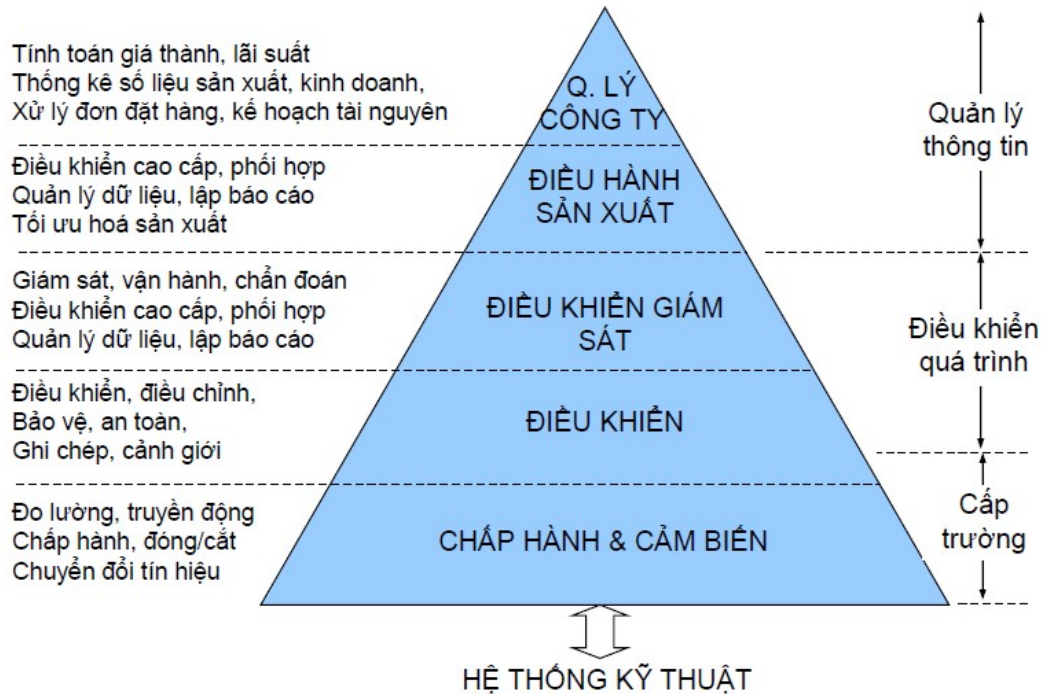 Tính toán giá thành, lãi suất
Thống kê số liệu sản xuất, kinh doanh,
Xử lý đơn đặt hàng, kế hoạch tài nguyên
Q. LÝ
CÔNG TY
Quản lý
thông tin
Điều khiển cao cấp, phối hợp
Quản lý dữ liệu, lập báo cáo
Tối ưu hoá sản xuất
ĐIỀU HÀNH
SẢN XUẤT
Giám sát, vận hành, chẩn đoán
Điều khiển cao cấp, phối hợp
Quản lý dữ liệu, lập báo cáo
ĐIỀU KHIỂN GIÁM
SÁT
Điều khiển
quá trình
Điều khiển, điều chỉnh,
Bảo vệ, an toàn,
Ghi chép, cảnh giới
ĐIỀU KHIỂN
Đo lường, truyền động
Chấp hành, đóng/cắt
Chuyển đổi tín hiệu
CHẤP HÀNH & CẢM BIẾN
Cấp
trường
HỆ THỐNG KỸ THUẬT